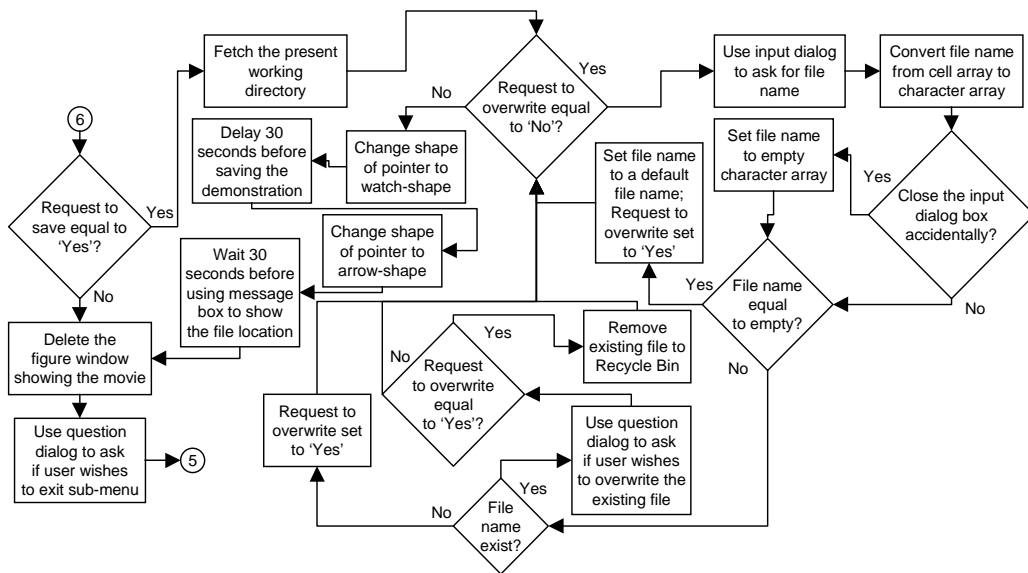 6
Request to
save equal to
‘Yes’?
Yes
No
Fetch the present
working
directory
Request to
overwrite equal
to ‘No’?
Yes
No
Use input dialog
to ask for file
name
Convert file name
from cell array to
character array
Close the input
dialog box
accidentally?
Yes
No
Set file name
to empty
character array
File name
equal
to empty?
Yes
No
Set file name
to a default
file name;
Request to
overwrite set
to ‘Yes’
Change shape
of pointer to
watch-shape
Delay 30
seconds before
saving the
demonstration
Change shape
of pointer to
arrow-shape
Wait 30
seconds before
using message
box to show
the file location
Delete the
figure window
showing the movie
Use question
dialog to ask
if user wishes
to exit sub-menu
5
File
name
exist?
Yes
No
Use question
dialog to ask
if user wishes
to overwrite the
existing file
Request
to overwrite
equal
to ‘Yes’?
Yes
No
Remove
existing file to
Recycle Bin
Request to
overwrite set
to ‘Yes’